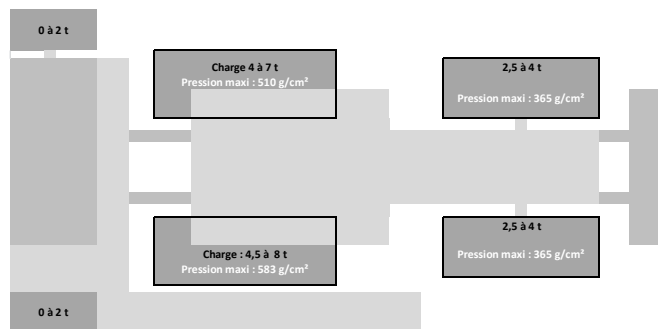 0 à 2 t
Charge 4 à 7 t
Pression maxi : 510 g/cm²
2,5 à 4 t
Pression maxi : 365 g/cm²
Charge : 4,5 à 8 t
Pression maxi : 583 g/cm²
2,5 à 4 t
Pression maxi : 365 g/cm²
0 à 2 t